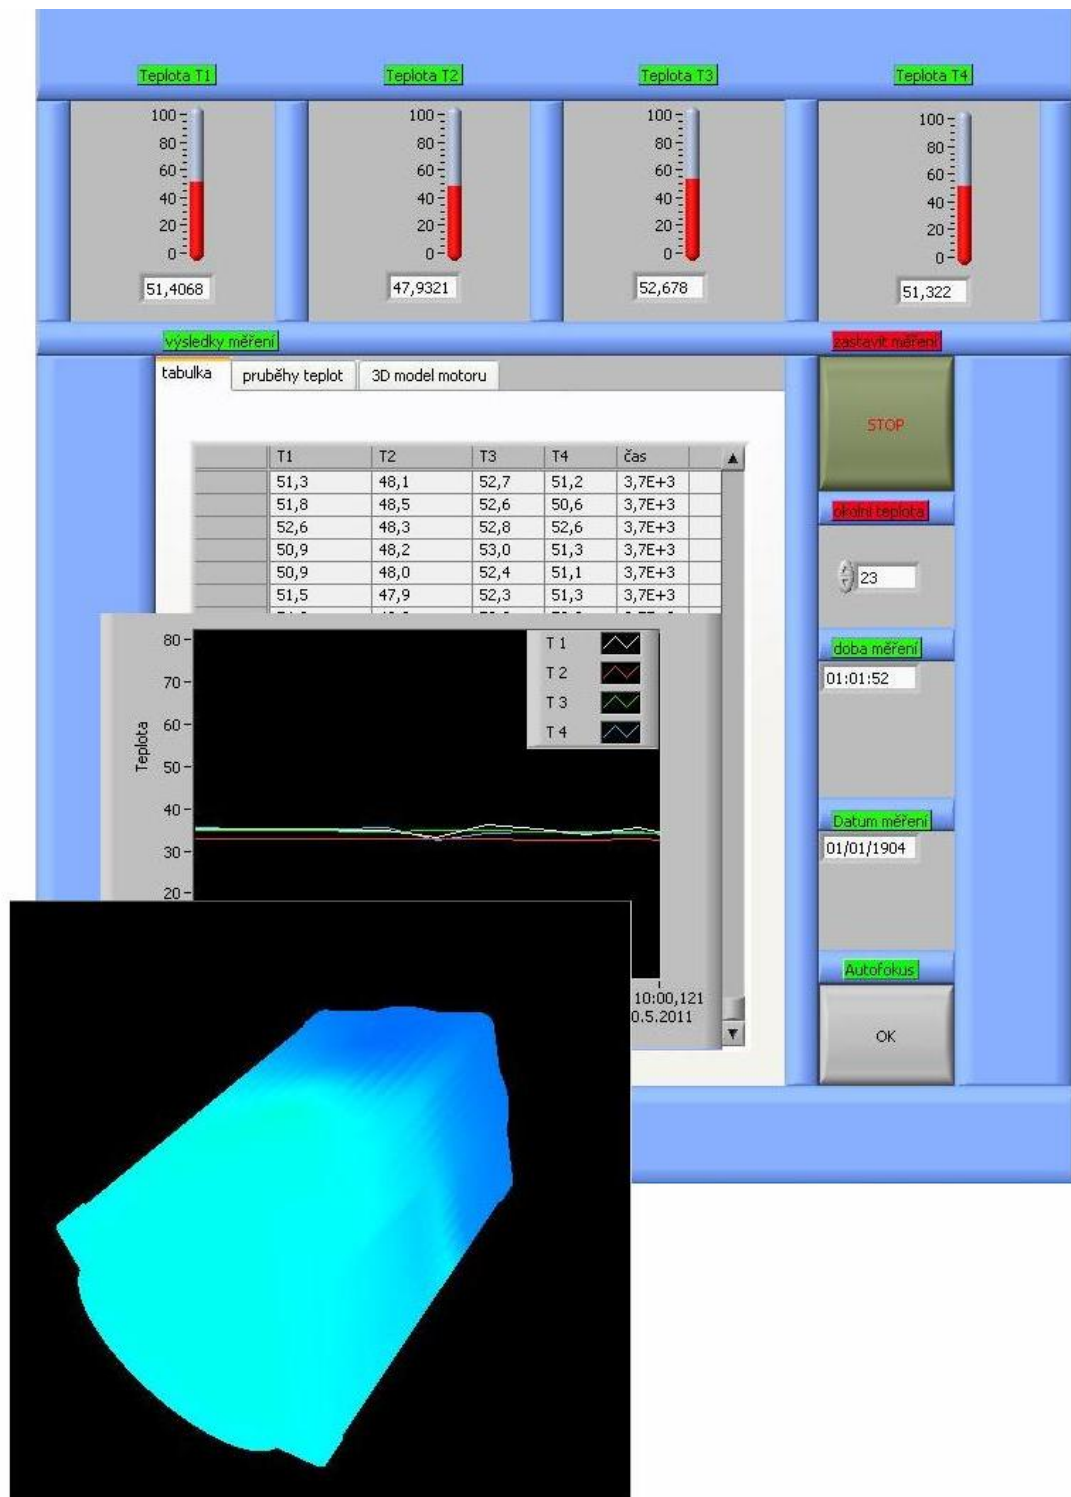 Teplota T1 Teplota T2 Teplota T3 Teplota T4
100 100 100 100
80 80 80 80
60 60 60 60
40 40 40 40
20 20 20 20
0 0 0 0
51,4068 47,9321 52,678 51,322
výsledky měření zastavit měření
tabulka pruběhy teplot 3D model motoru
STOP
T1 T2 T3 T4 čas
51,3 48,1 52,7 51,2 3,7E+3
51,8 48,5 52,6 50,6 3,7E+3
52,6 48,3 52,8 52,6 3,7E+3
50,9 48,2 53,0 51,3 3,7E+3
50,9 48,0 52,4 51,1 3,7E+3
51,5 47,9 52,3 51,3 3,7E+3
okolní teplota
23
doba měření
01:01:52
Datum měření
01/01/1904
Autofokus
OK
Teplota
80
70
60
50
40
30
20
T 1
T 2
T 3
T 4
10:00,121
0.5.2011